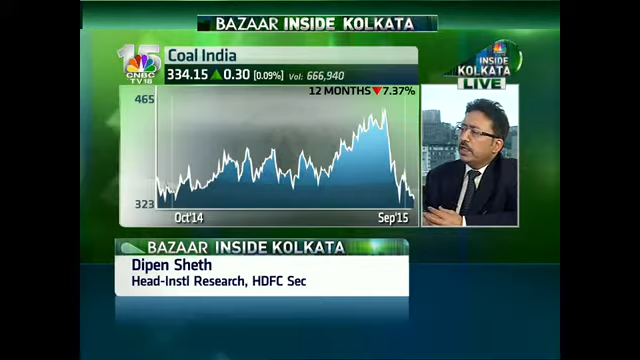 BAZAAR INSIDE KOLKATA
15
CNBC
TV18
Coal India
334.15 ▲ 0.30 [0.09%] Vol: 666,940
INSIDE
KOLKATA
LIVE
12 MONTHS ▼7.37%
465
323
Oct'14
Sep'15
BAZAAR INSIDE KOLKATA
Dipen Sheth
Head-Instl Research, HDFC Sec